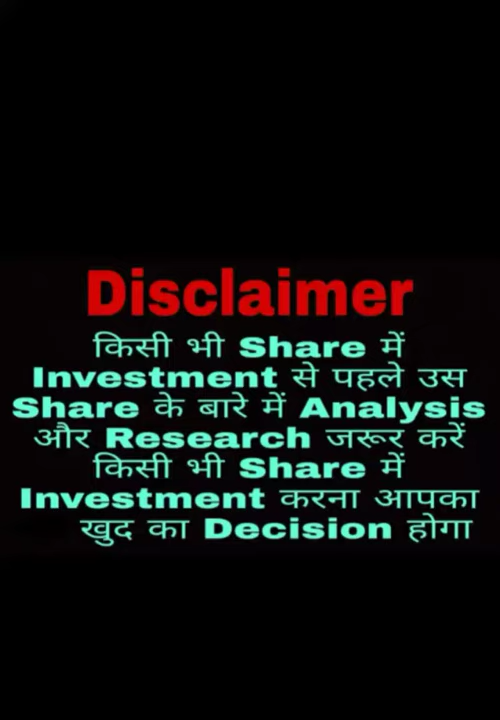 Disclaimer
किसी भी Share में
Investment से पहले उस
Share के बारे में Analysis
और Research जरूर करें
किसी भी Share में
Investment करना आपका
खुद का Decision होगा